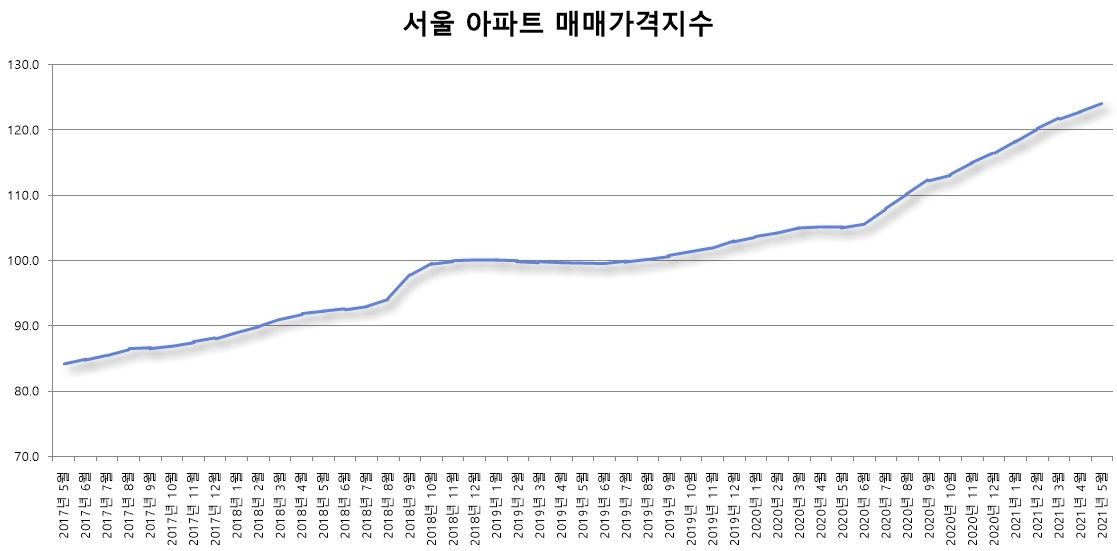 서울 아파트 매매가격지수
130.0
120.0
110.0
100.0
90.0
80.0
70.0
2017년 5월
2017년 6월
2017년 7월
2017년 8월
2017년 9월
2017년 10월
2017년 11월
2017년 12월
2018년 1월
2018년 2월
2018년 3월
2018년 4월
2018년 5월
2018년 6월
2018년 7월
2018년 8월
2018년 9월
2018년 10월
2018년 11월
2018년 12월
2019년 1월
2019년 2월
2019년 3월
2019년 4월
2019년 5월
2019년 6월
2019년 7월
2019년 8월
2019년 9월
2019년 10월
2019년 11월
2019년 12월
2020년 1월
2020년 2월
2020년 3월
2020년 4월
2020년 5월
2020년 6월
2020년 7월
2020년 8월
2020년 9월
2020년 10월
2020년 11월
2020년 12월
2021년 1월
2021년 2월
2021년 3월
2021년 4월
2021년 5월